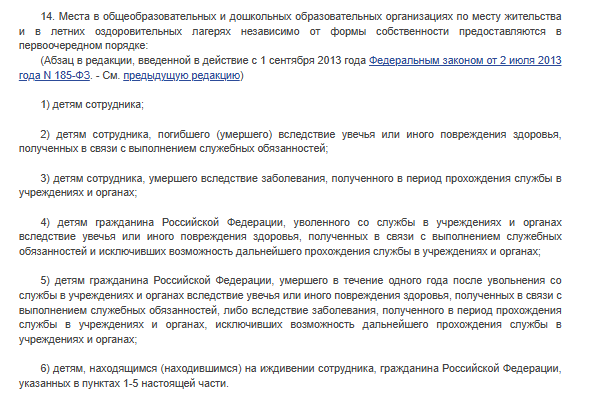 14. Места в общеобразовательных и дошкольных образовательных организациях по месту жительства
и в летних оздоровительных лагерях независимо от формы собственности предоставляются в
первоочередном порядке:
(Абзац в редакции, введенной в действие с 1 сентября 2013 года Федеральным законом от 2 июля 2013
года N 185-ФЗ. - См. предыдущую редакцию)
1) детям сотрудника;
2) детям сотрудника, погибшего (умершего) вследствие увечья или иного повреждения здоровья,
полученных в связи с выполнением служебных обязанностей;
3) детям сотрудника, умершего вследствие заболевания, полученного в период прохождения службы в
учреждениях и органах;
4) детям гражданина Российской Федерации, уволенного со службы в учреждениях и органах
вследствие увечья или иного повреждения здоровья, полученных в связи с выполнением служебных
обязанностей и исключивших возможность дальнейшего прохождения службы в учреждениях и органах;
5) детям гражданина Российской Федерации, умершего в течение одного года после увольнения со
службы в учреждениях и органах вследствие увечья или иного повреждения здоровья, полученных в связи с
выполнением служебных обязанностей, либо вследствие заболевания, полученного в период прохождения
службы в учреждениях и органах, исключивших возможность дальнейшего прохождения службы в
учреждениях и органах;
6) детям, находящимся (находившимся) на иждивении сотрудника, гражданина Российской Федерации,
указанных в пунктах 1-5 настоящей части.